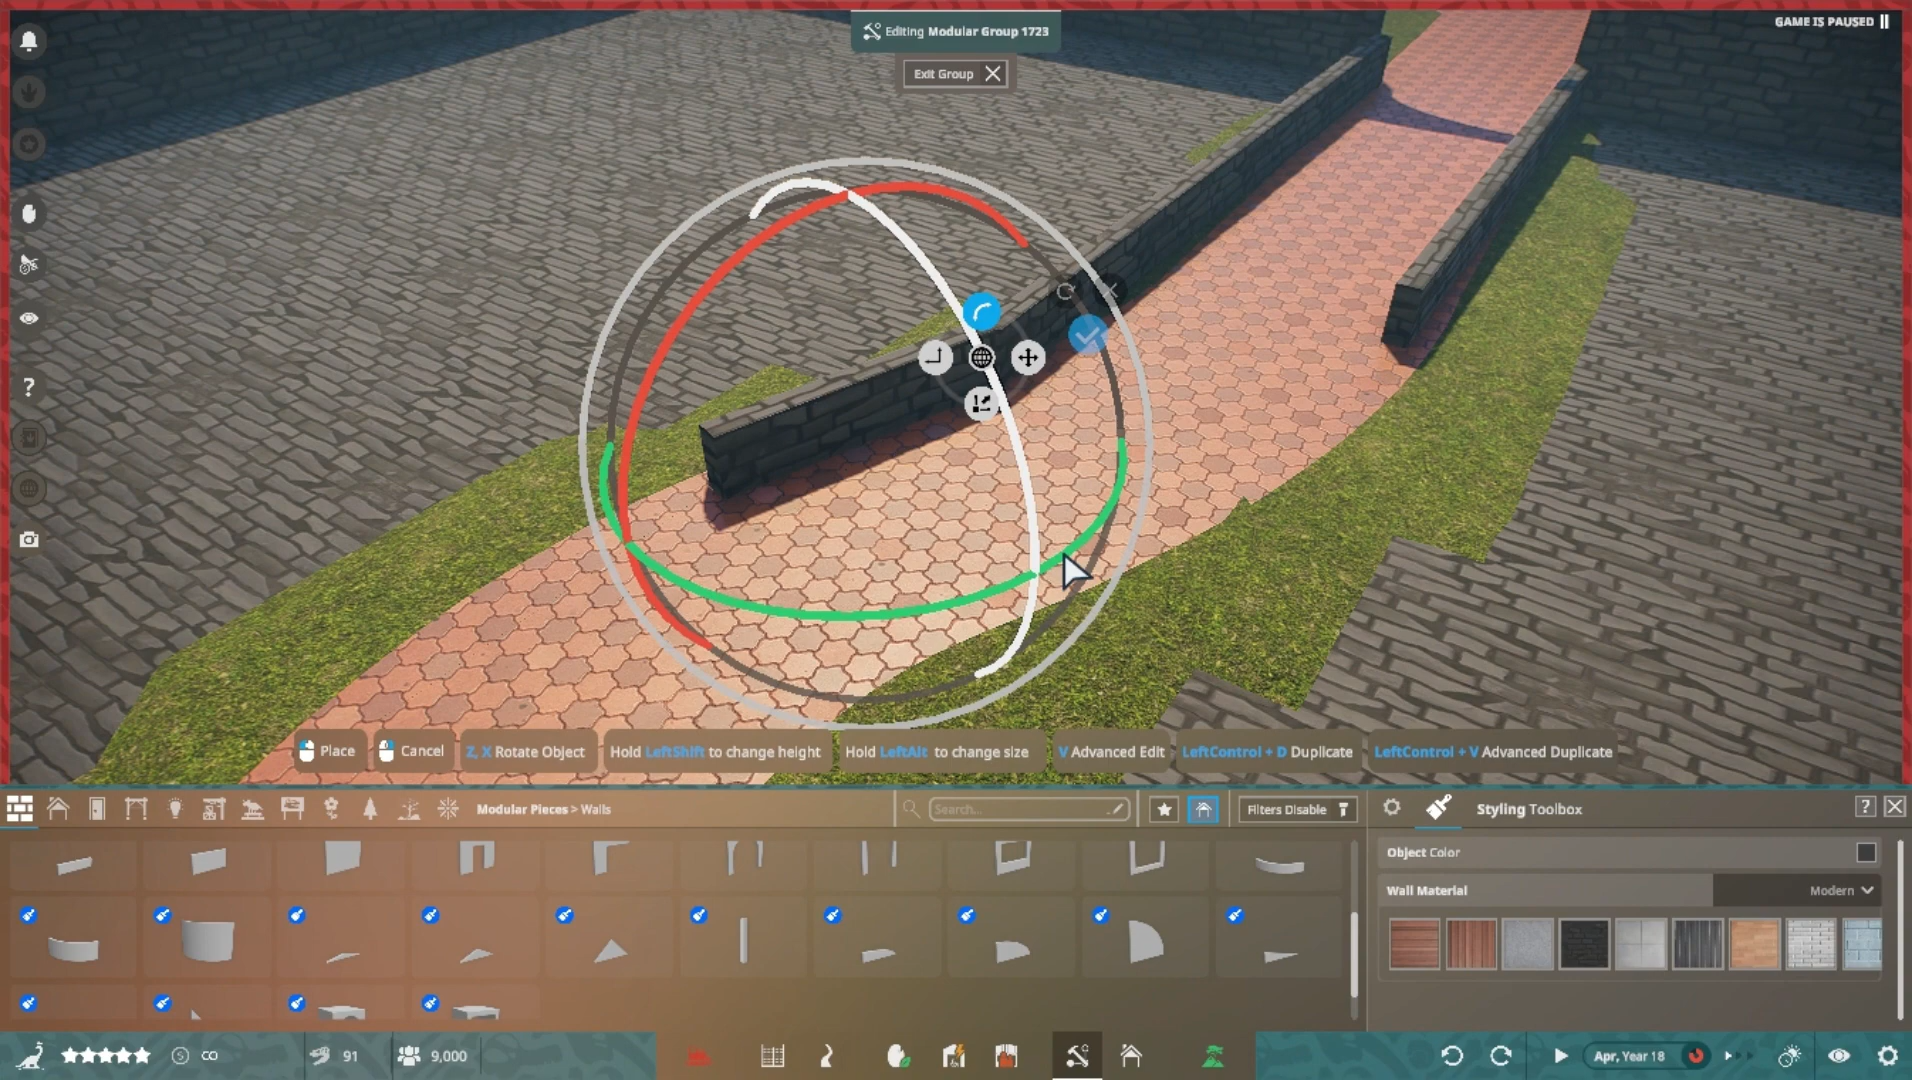 Editing Modular Group 1723
GAME IS PAUSED
Exit Group
?
Place
Cancel
Z, X Rotate Object
Hold LeftShift to change height
Hold LeftAlt to change size
V Advanced Edit
LeftControl + D Duplicate
LeftControl + V Advanced Duplicate
Modular Pieces > Walls
Search...
Filters Disable
Styling Toolbox
?
Object Color
Wall Material
Modern
91
9,000
Apr, Year 18